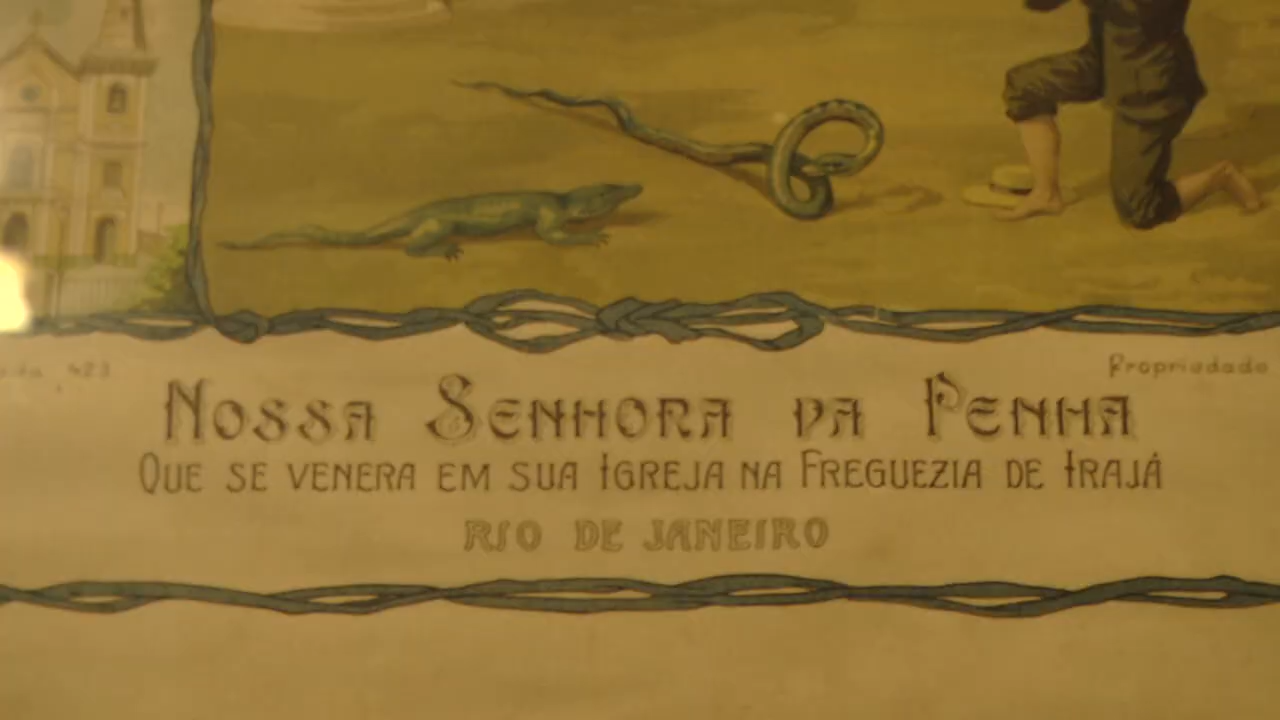 Propriedade
NOSSA SENHORA DA PENHA
QUE SE VENERA EM SUA IGREJA NA FREGUEZIA DE IRAJÁ
RIO DE JANEIRO